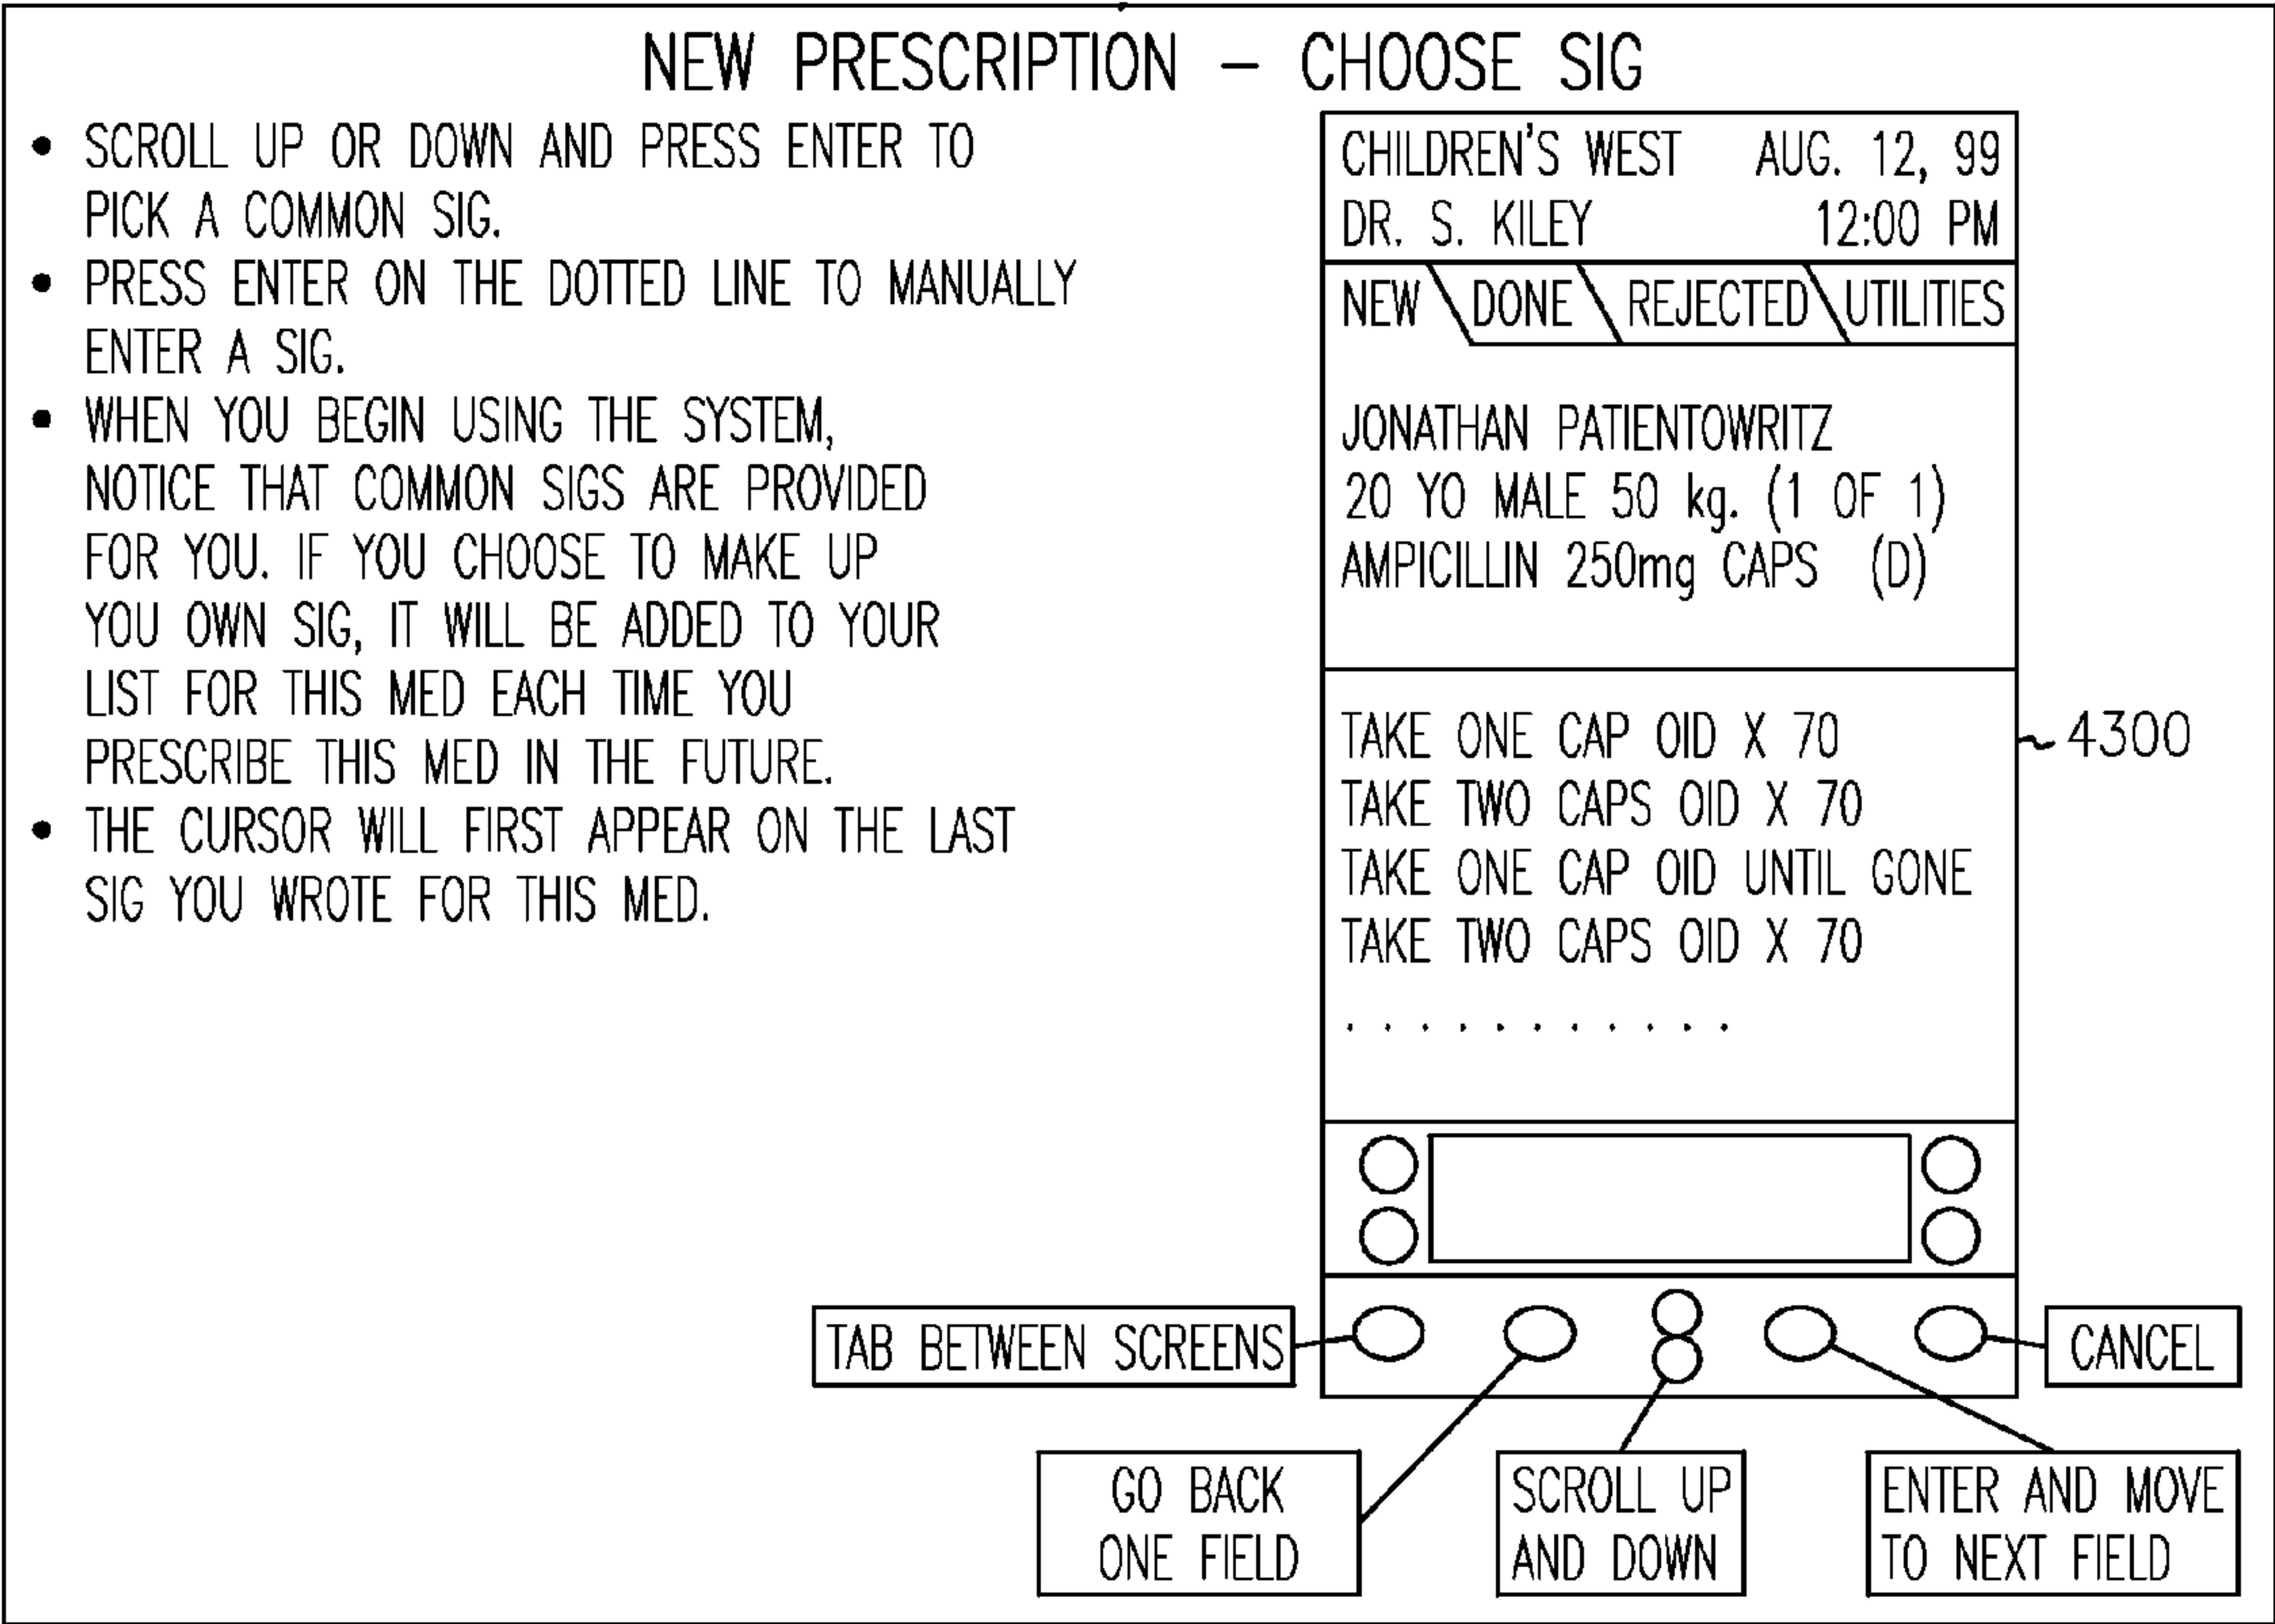 NEW PRESCRIPTION – CHOOSE SIG
• SCROLL UP OR DOWN AND PRESS ENTER TO
PICK A COMMON SIG.
• PRESS ENTER ON THE DOTTED LINE TO MANUALLY
ENTER A SIG.
• WHEN YOU BEGIN USING THE SYSTEM,
NOTICE THAT COMMON SIGS ARE PROVIDED
FOR YOU. IF YOU CHOOSE TO MAKE UP
YOU OWN SIG, IT WILL BE ADDED TO YOUR
LIST FOR THIS MED EACH TIME YOU
PRESCRIBE THIS MED IN THE FUTURE.
• THE CURSOR WILL FIRST APPEAR ON THE LAST
SIG YOU WROTE FOR THIS MED.
CHILDREN'S WEST AUG. 12, 99
DR. S. KILEY 12:00 PM
NEW DONE REJECTED UTILITIES
JONATHAN PATIENTOWRITZ
20 YO MALE 50 kg. (1 OF 1)
AMPICILLIN 250mg CAPS (D)
TAKE ONE CAP OID X 70
TAKE TWO CAPS OID X 70
TAKE ONE CAP OID UNTIL GONE
TAKE TWO CAPS OID X 70
. . . . . . . . . . .
4300
TAB BETWEEN SCREENS
CANCEL
GO BACK
ONE FIELD
SCROLL UP
AND DOWN
ENTER AND MOVE
TO NEXT FIELD